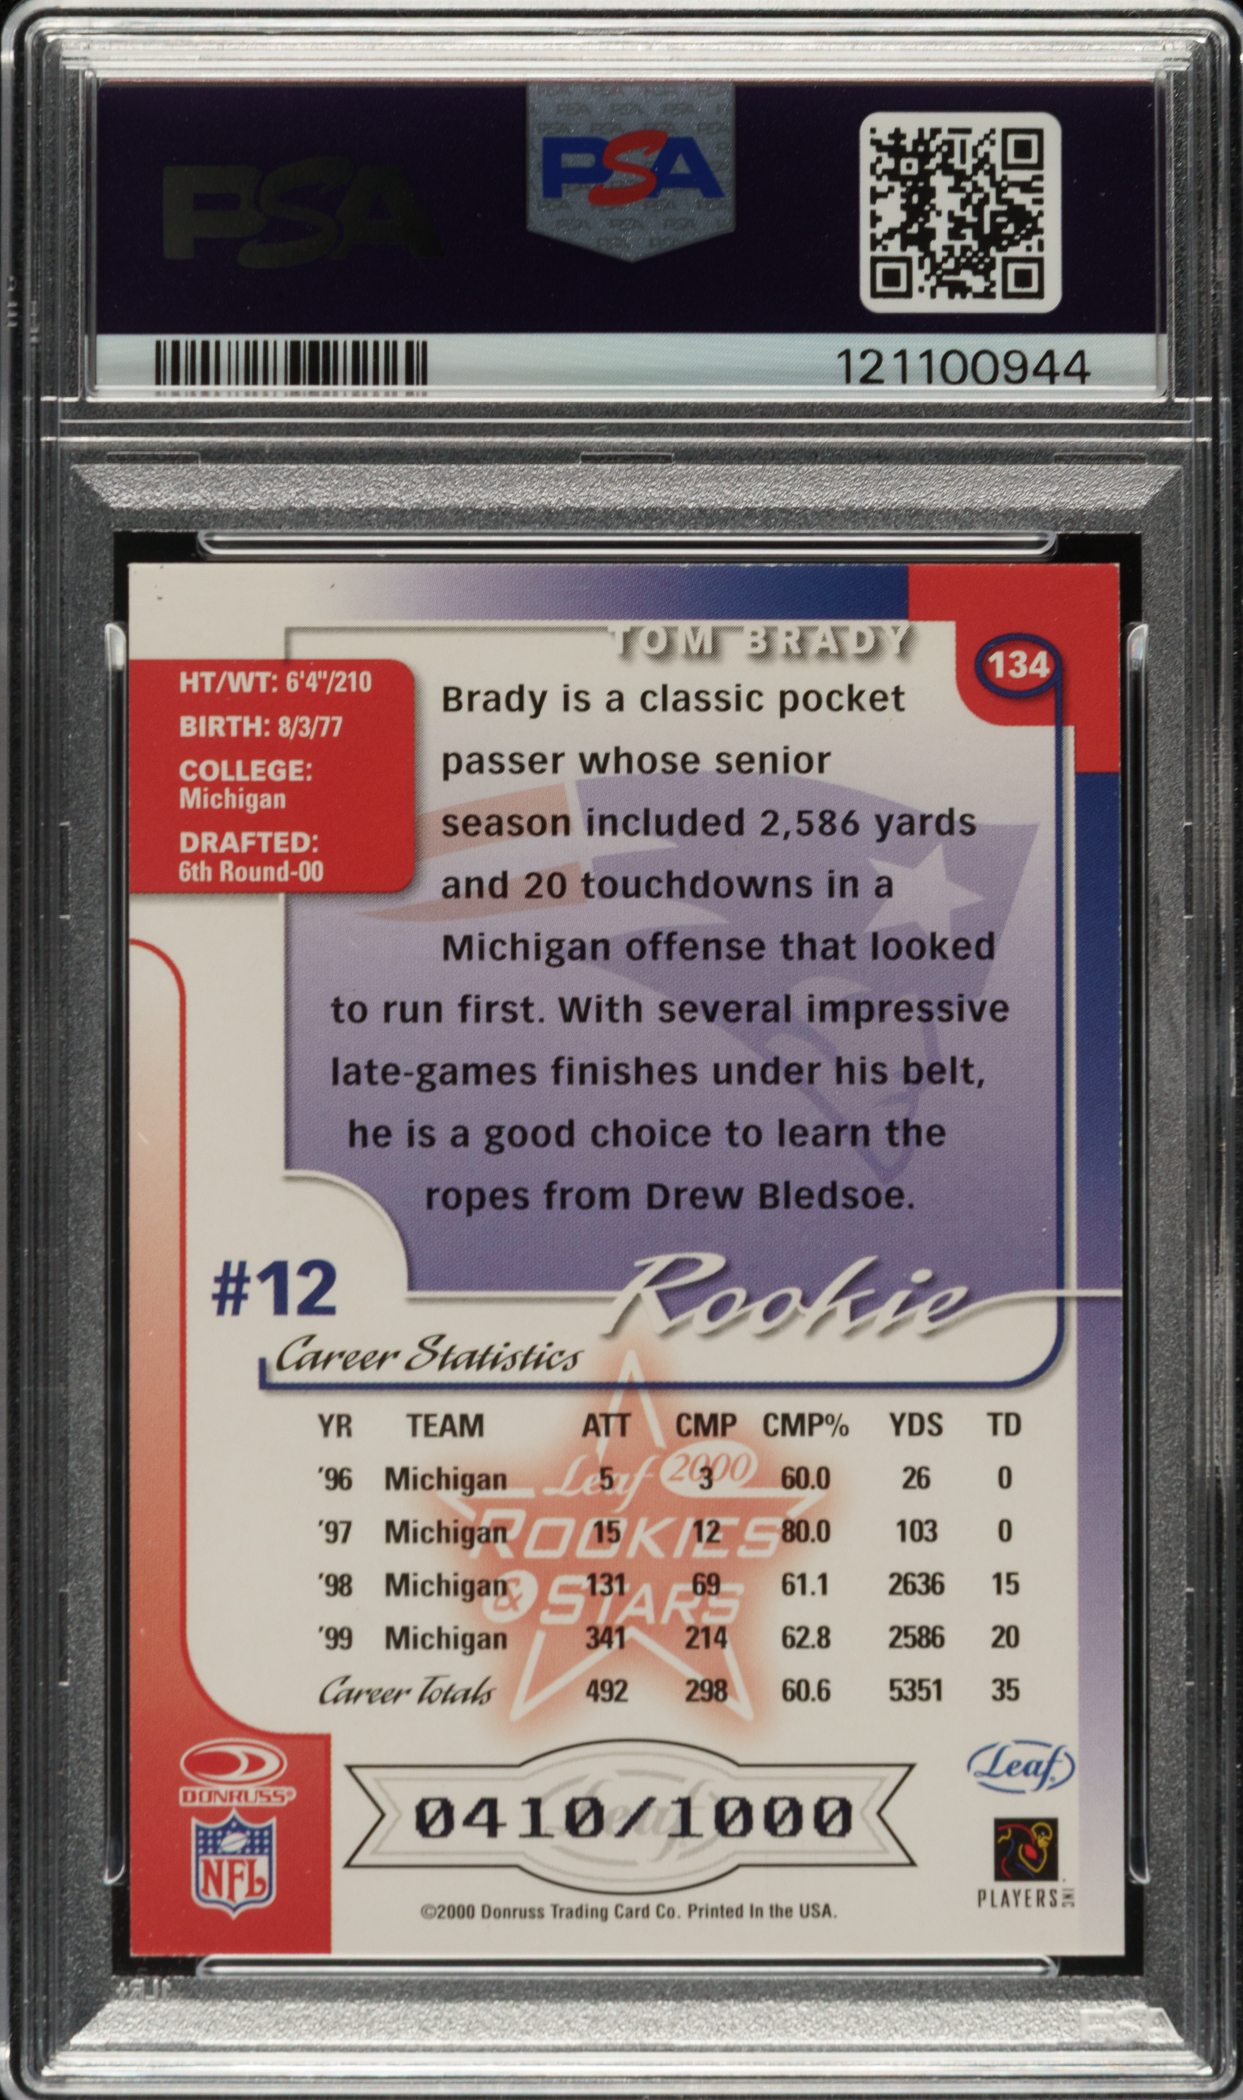 PSA
PSA
121100944
TOM BRADY
134
HT/WT: 6'4"/210
BIRTH: 8/3/77
COLLEGE:
Michigan
DRAFTED:
6th Round-00
Brady is a classic pocket
passer whose senior
season included 2,586 yards
and 20 touchdowns in a
Michigan offense that looked
to run first. With several impressive
late-games finishes under his belt,
he is a good choice to learn the
ropes from Drew Bledsoe.
#12
Rookie
Career Statistics
YR TEAM ATT CMP CMP% YDS TD
'96 Michigan 5 3 60.0 26 0
'97 Michigan 15 12 80.0 103 0
'98 Michigan 131 69 61.1 2636 15
'99 Michigan 341 214 62.8 2586 20
Career Totals 492 298 60.6 5351 35
Leaf 2000
ROOKIES
& STARS
DONRUSS
NFL
Leaf
0410/1000
Leaf
PLAYERS INC
©2000 Donruss Trading Card Co. Printed In the USA.